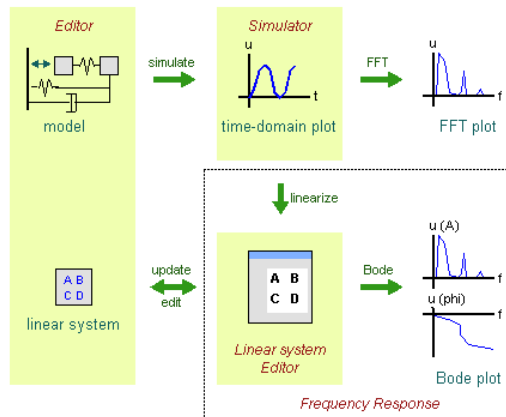 Editor
Simulator
u
t
simulate
FFT
u
f
model
time-domain plot
FFT plot
linearize
A B
C D
linear system
update
edit
A B
C D
Linear system
Editor
Bode
u (A)
f
u (phi)
f
Bode plot
Frequency Response